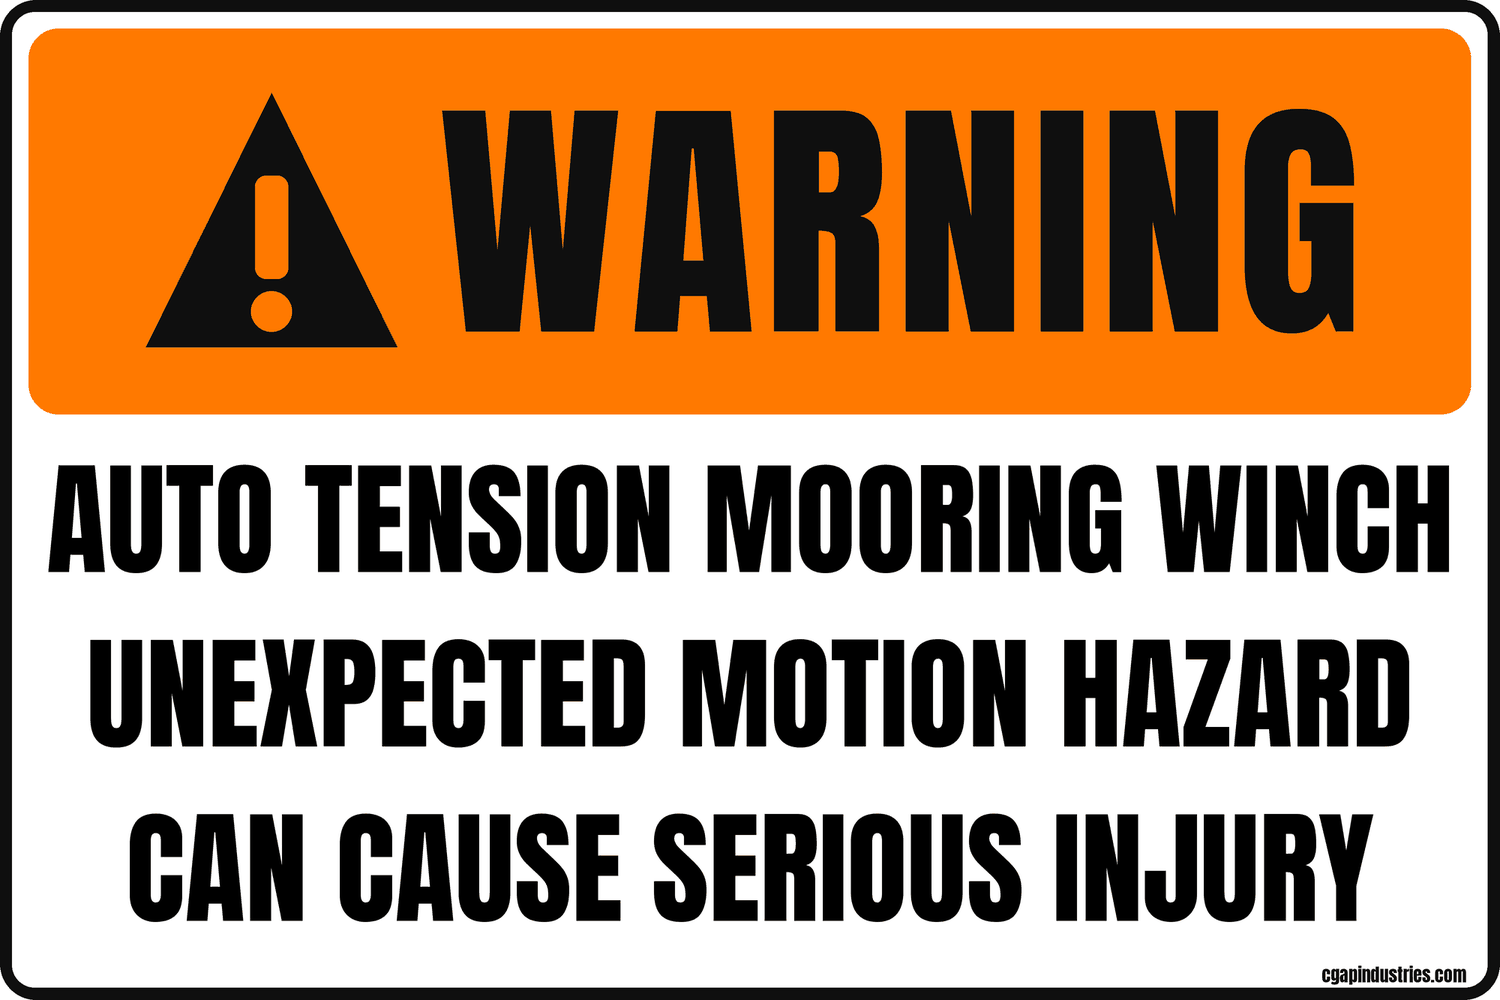 WARNING
AUTO TENSION MOORING WINCH
UNEXPECTED MOTION HAZARD
CAN CAUSE SERIOUS INJURY
cgapindustries.com